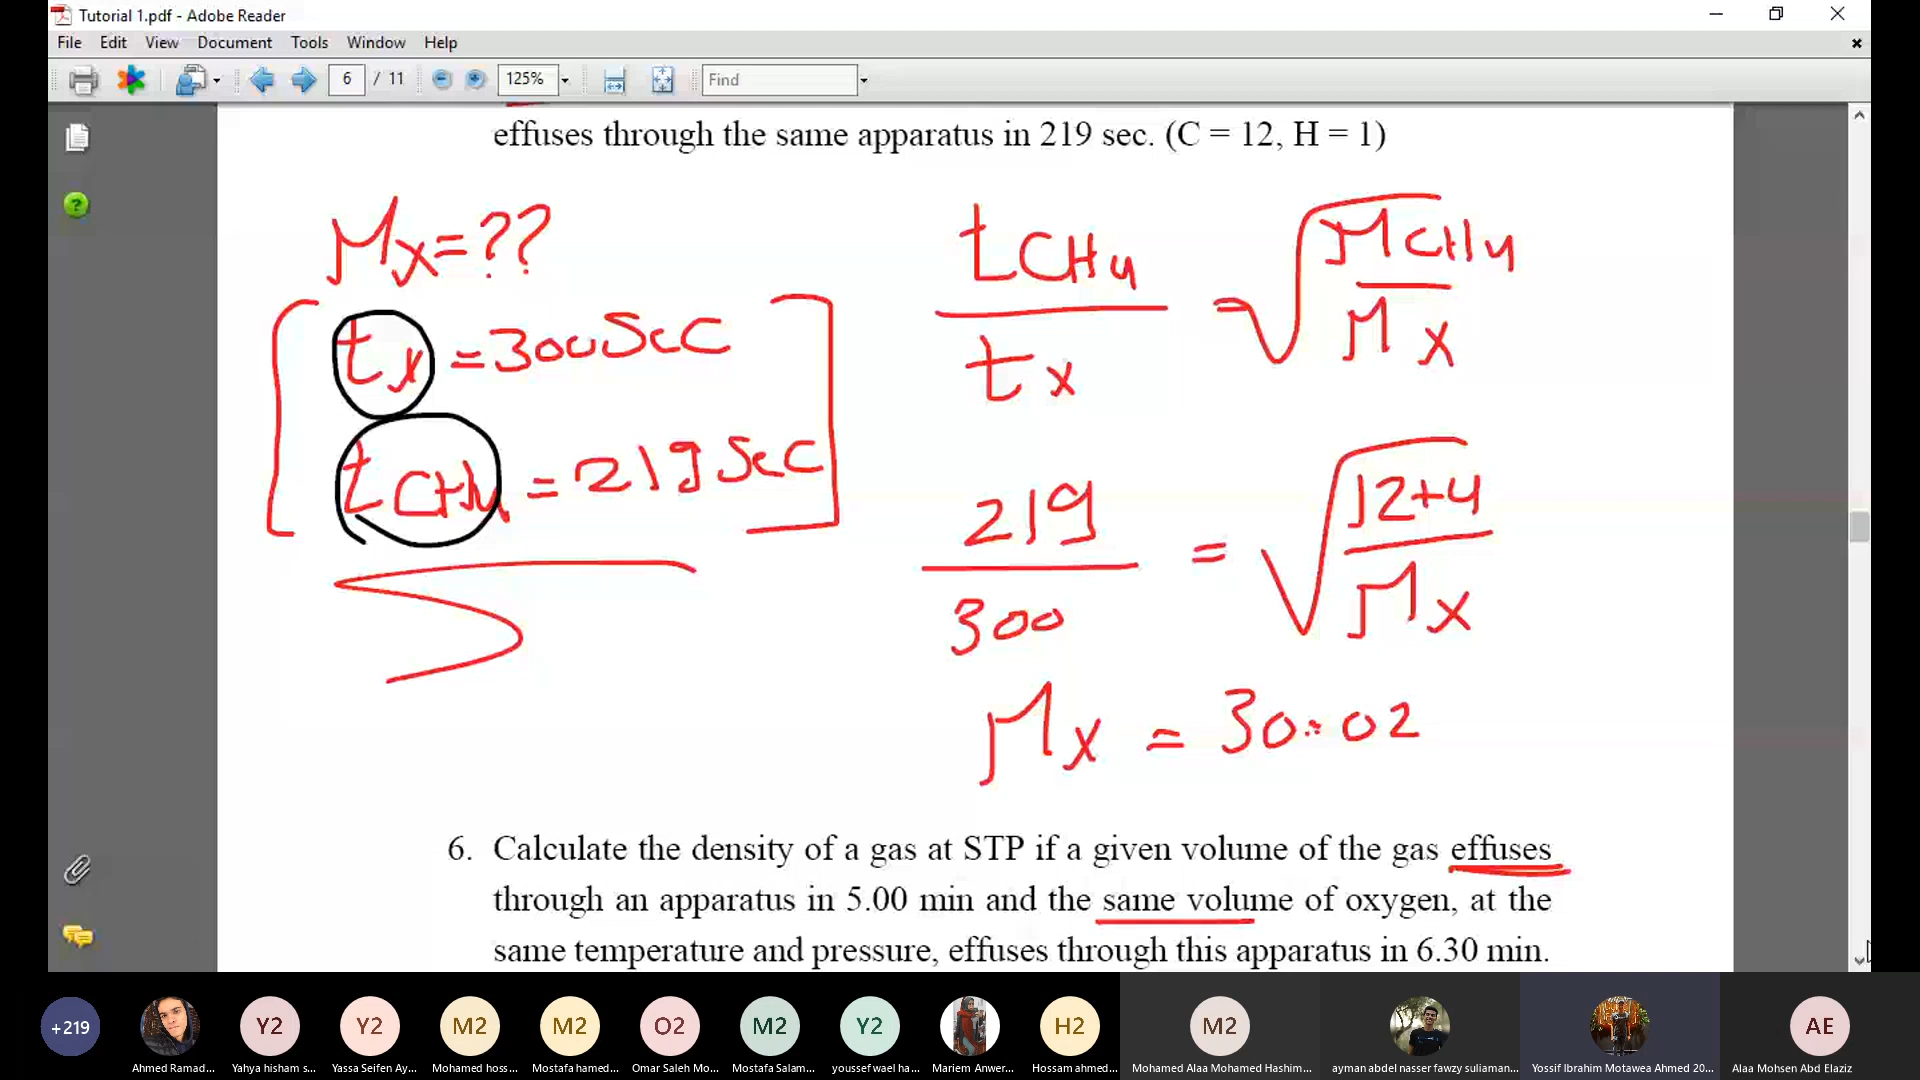 Tutorial 1.pdf - Adobe Reader
File Edit View Document Tools Window Help
6 / 11 125% Find
effuses through the same apparatus in 219 sec. (C = 12, H = 1)
Mx=??
tx = 300 Sec
tCH4 = 219 Sec
tCH4 / tx = √ MCH4 / Mx
219 / 300 = √ 12+4 / Mx
Mx = 30.02
6. Calculate the density of a gas at STP if a given volume of the gas effuses
through an apparatus in 5.00 min and the same volume of oxygen, at the
same temperature and pressure, effuses through this apparatus in 6.30 min.
+219 Y2 Y2 M2 M2 O2 M2 Y2 H2 M2 AE
Ahmed Ramad... Yahya hisham s... Yassa Seifen Ay... Mohamed hoss... Mostafa hamed... Omar Saleh Mo... Mostafa Salam... youssef wael ha... Mariem Anwer... Hossam ahmed... Mohamed Alaa Mohamed Hashim... ayman abdel nasser fawzy suliaman... Yossif Ibrahim Motawea Ahmed 20... Alaa Mohsen Abd Elaziz